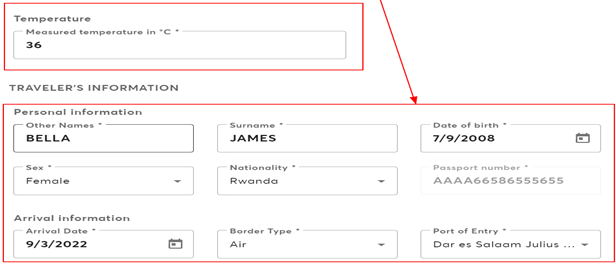 Temperature
Measured temperature in °C *
36
TRAVELER'S INFORMATION
Personal information
Other Names * Surname * Date of birth *
BELLA JAMES 7/9/2008
Sex * Nationality * Passport number *
Female Rwanda AAAA66586555655
Arrival information
Arrival Date * Border Type * Port of Entry *
9/3/2022 Air Dar es Salaam Julius ...